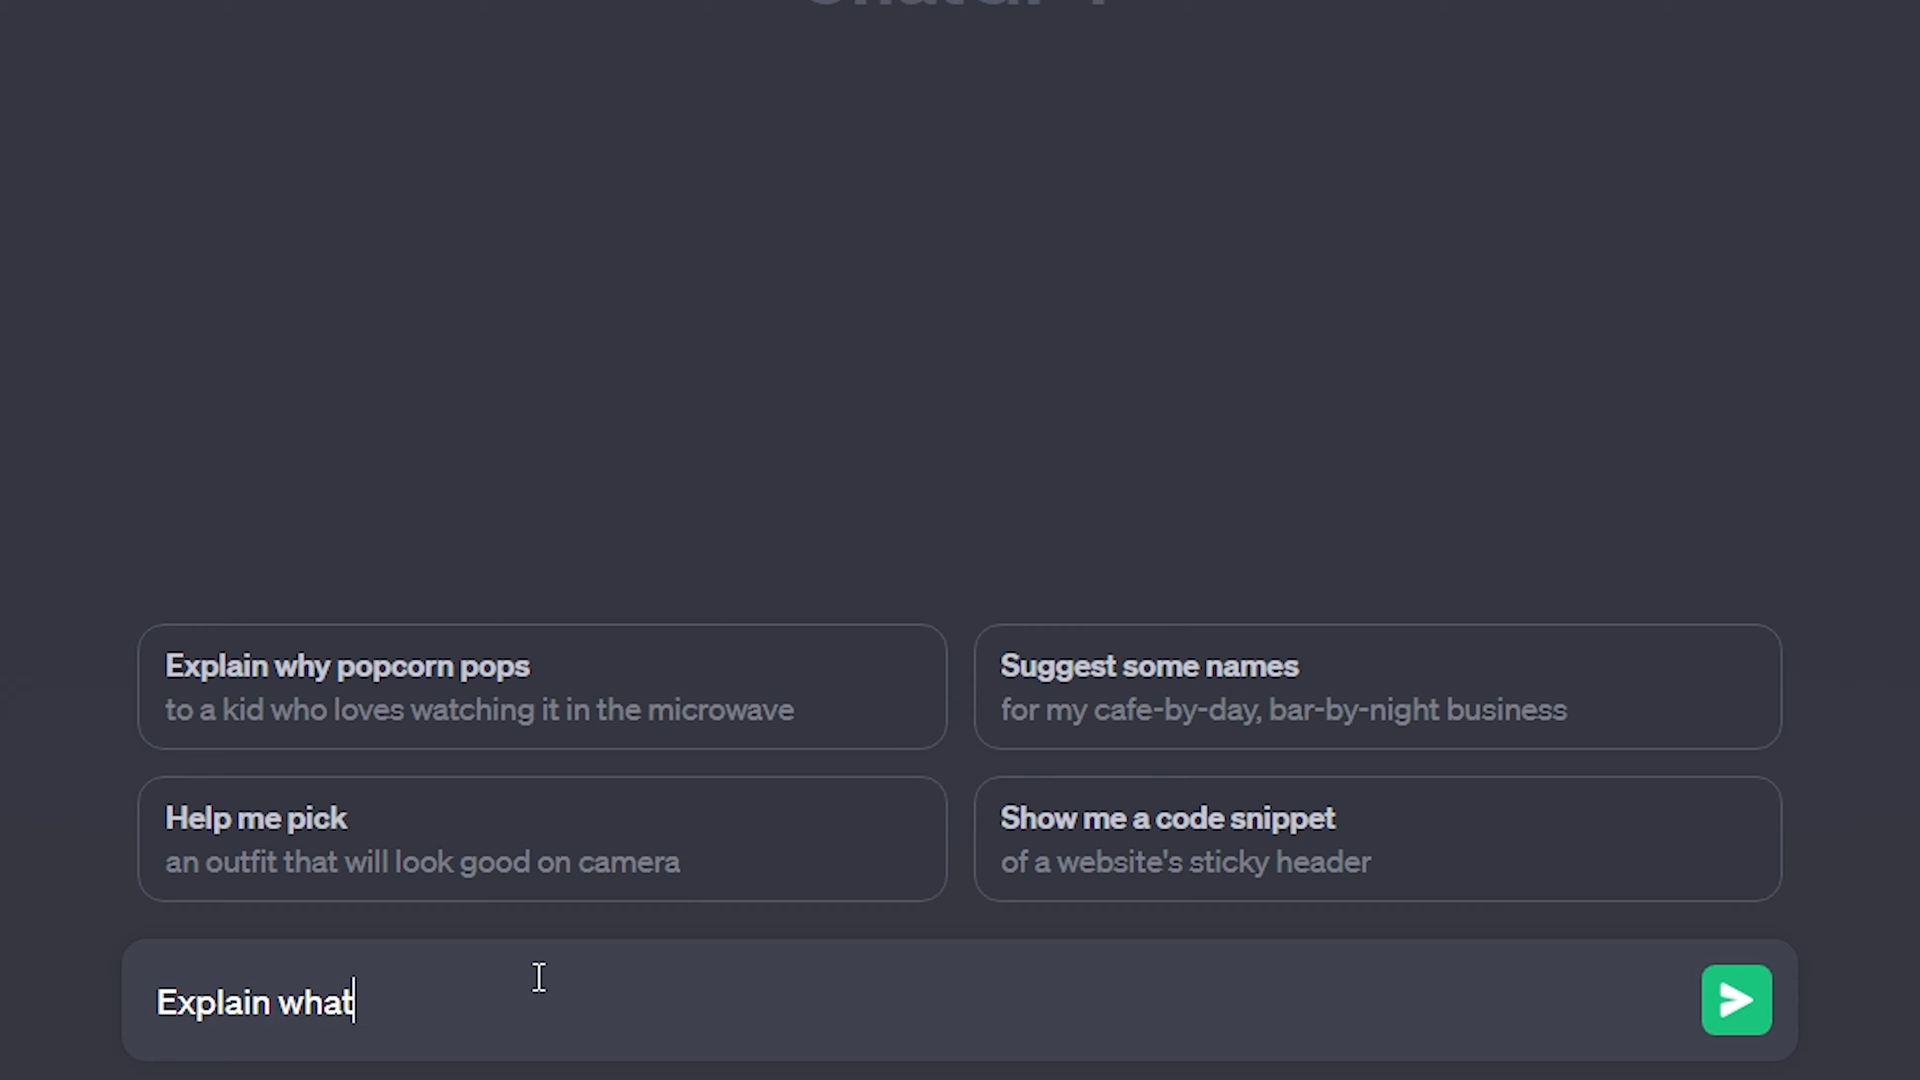 Explain why popcorn pops
to a kid who loves watching it in the microwave
Suggest some names
for my cafe-by-day, bar-by-night business
Help me pick
an outfit that will look good on camera
Show me a code snippet
of a website's sticky header
Explain what